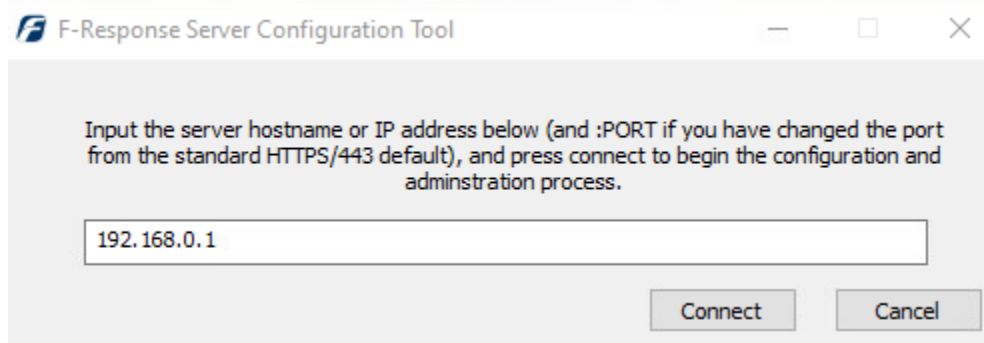 F-Response Server Configuration Tool
Input the server hostname or IP address below (and :PORT if you have changed the port
from the standard HTTPS/443 default), and press connect to begin the configuration and
adminstration process.
192.168.0.1
Connect Cancel